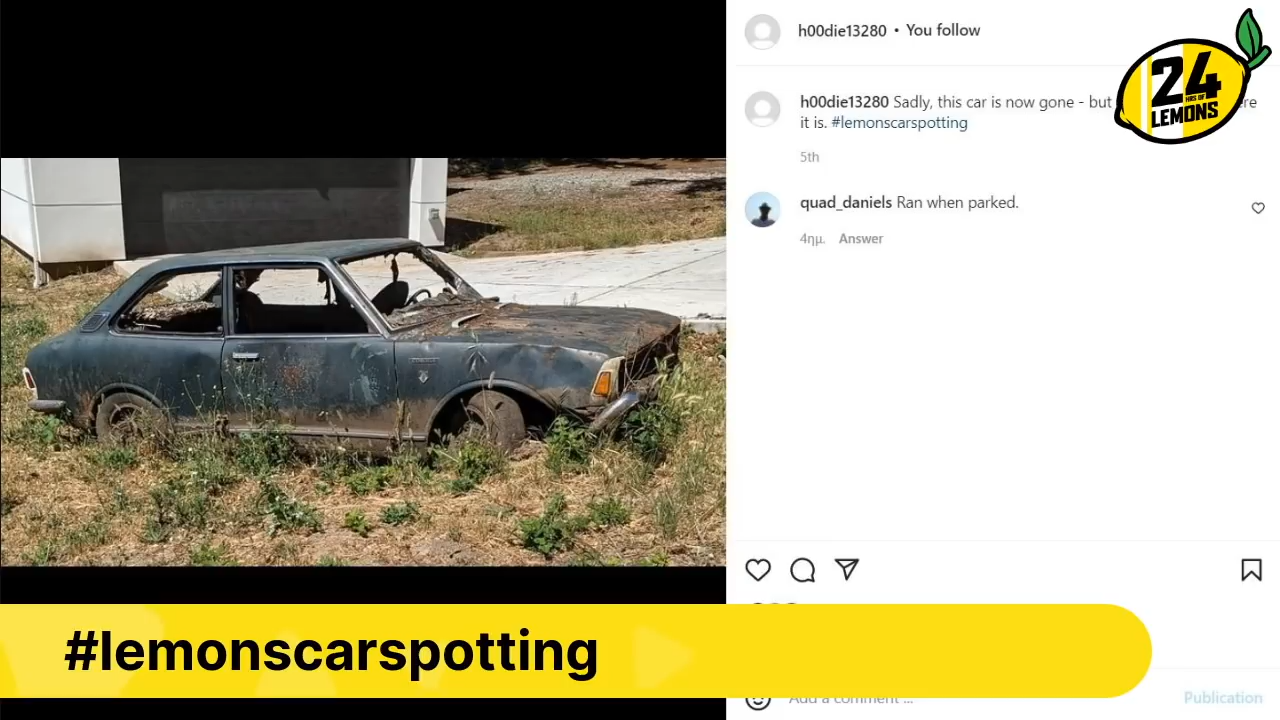 h00die13280 • You follow
h00die13280 Sadly, this car is now gone - but
it is. #lemonscarspotting
5th
quad_daniels Ran when parked.
4ημ. Answer
24
HRS OF
LEMONS
#lemonscarspotting
Add a comment ...
Publication